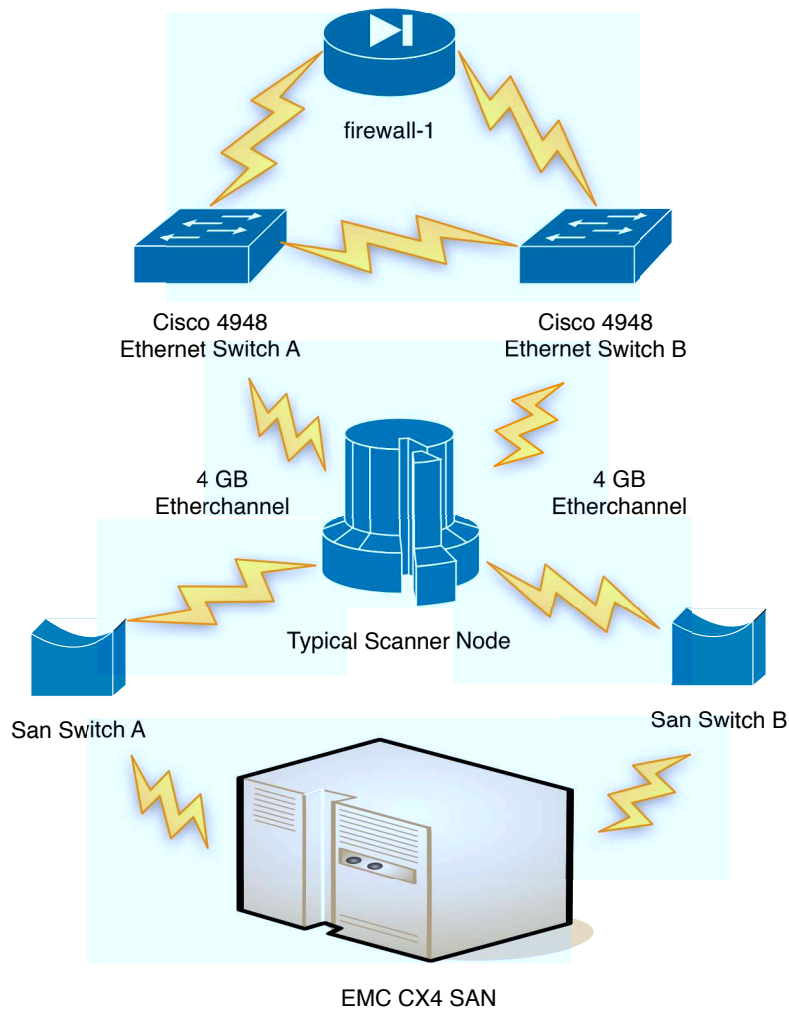 firewall-1
Cisco 4948
Ethernet Switch A
Cisco 4948
Ethernet Switch B
4 GB
Etherchannel
4 GB
Etherchannel
Typical Scanner Node
San Switch A
San Switch B
EMC CX4 SAN